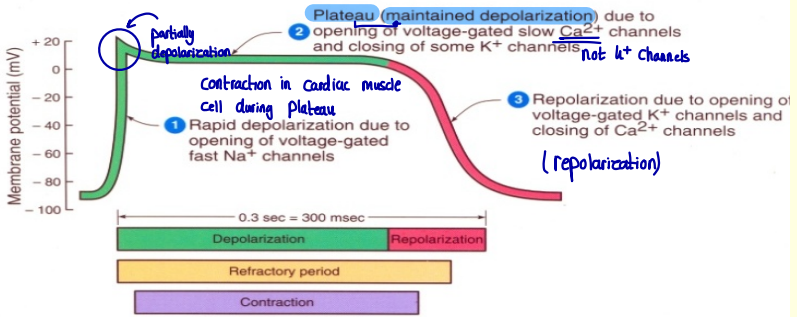 Plateau (maintained depolarization) due to
2 opening of voltage-gated slow Ca2+ channels
and closing of some K+ channels
not k+ channels
partially
depolarization
+ 20
0
– 20
– 40
– 60
– 80
– 100
Membrane potential (mV)
contraction in cardiac muscle
cell during Plateau
1 Rapid depolarization due to
opening of voltage-gated
fast Na+ channels
3 Repolarization due to opening of
voltage-gated K+ channels and
closing of Ca2+ channels
(repolarization)
0.3 sec = 300 msec
Depolarization
Repolarization
Refractory period
Contraction